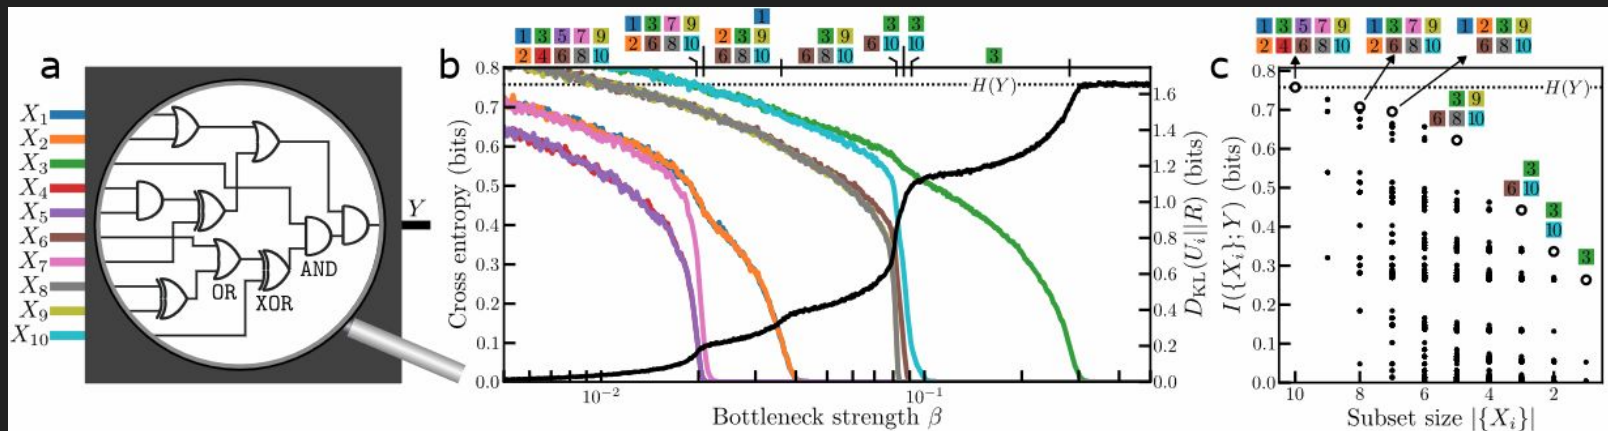 a
X1
X2
X3
X4
X5
X6
X7
X8
X9
X10
OR
XOR
AND
Y
b
1 3 5 7 9
2 4 6 8 10
1 3 7 9
2 6 8 10
1
2 3 9
6 8 10
3 9
6 8 10
3
6 10
3
10
3
H(Y)
Cross entropy (bits)
0.8
0.7
0.6
0.5
0.4
0.3
0.2
0.1
0.0
10⁻²
10⁻¹
Bottleneck strength β
1.6
1.4
1.2
1.0
0.8
0.6
0.4
0.2
0.0
D_KL(U_i||R) (bits)
c
1 3 5 7 9
2 4 6 8 10
1 3 7 9
2 6 8 10
1 2 3 9
6 8 10
H(Y)
3 9
6 8 10
3
6 10
3
10
3
I({X_i}; Y) (bits)
0.8
0.7
0.6
0.5
0.4
0.3
0.2
0.1
0.0
10
8
6
4
2
Subset size |{X_i}|